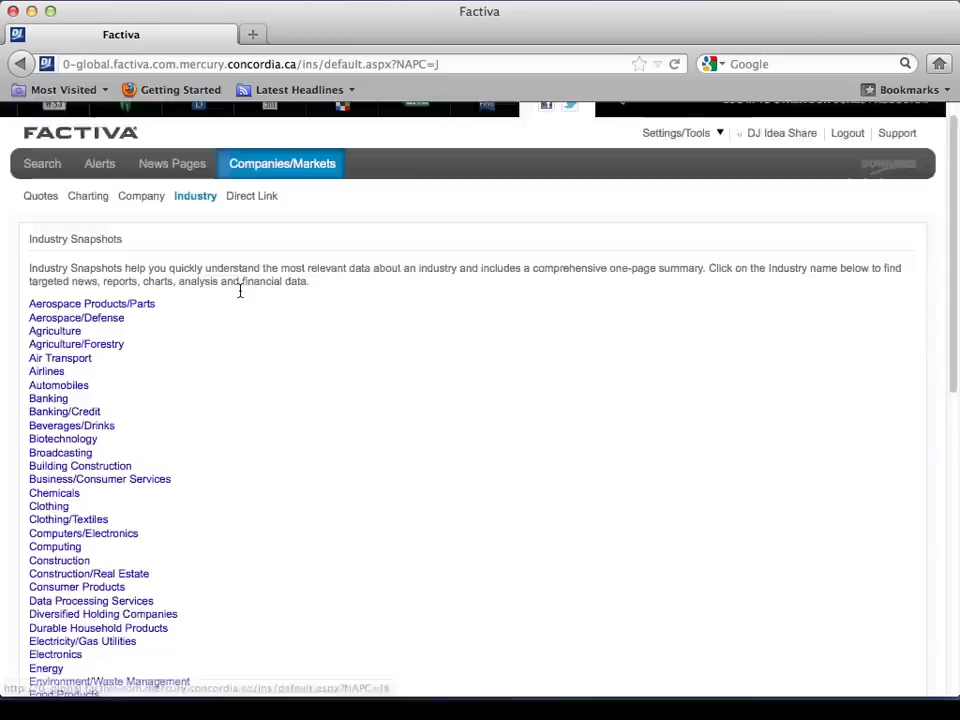 Factiva
Factiva
0-global.factiva.com.mercury.concordia.ca/ins/default.aspx?NAPC=J
Google
Most Visited
Getting Started
Latest Headlines
Bookmarks
FACTIVA
Settings/Tools
DJ Idea Share
Logout
Support
Search
Alerts
News Pages
Companies/Markets
Quotes
Charting
Company
Industry
Direct Link
Industry Snapshots
Industry Snapshots help you quickly understand the most relevant data about an industry and includes a comprehensive one-page summary. Click on the Industry name below to find
targeted news, reports, charts, analysis and financial data.
Aerospace Products/Parts
Aerospace/Defense
Agriculture
Agriculture/Forestry
Air Transport
Airlines
Automobiles
Banking
Banking/Credit
Beverages/Drinks
Biotechnology
Broadcasting
Building Construction
Business/Consumer Services
Chemicals
Clothing
Clothing/Textiles
Computers/Electronics
Computing
Construction
Construction/Real Estate
Consumer Products
Data Processing Services
Diversified Holding Companies
Durable Household Products
Electricity/Gas Utilities
Electronics
Energy
Environment/Waste Management
Food Products